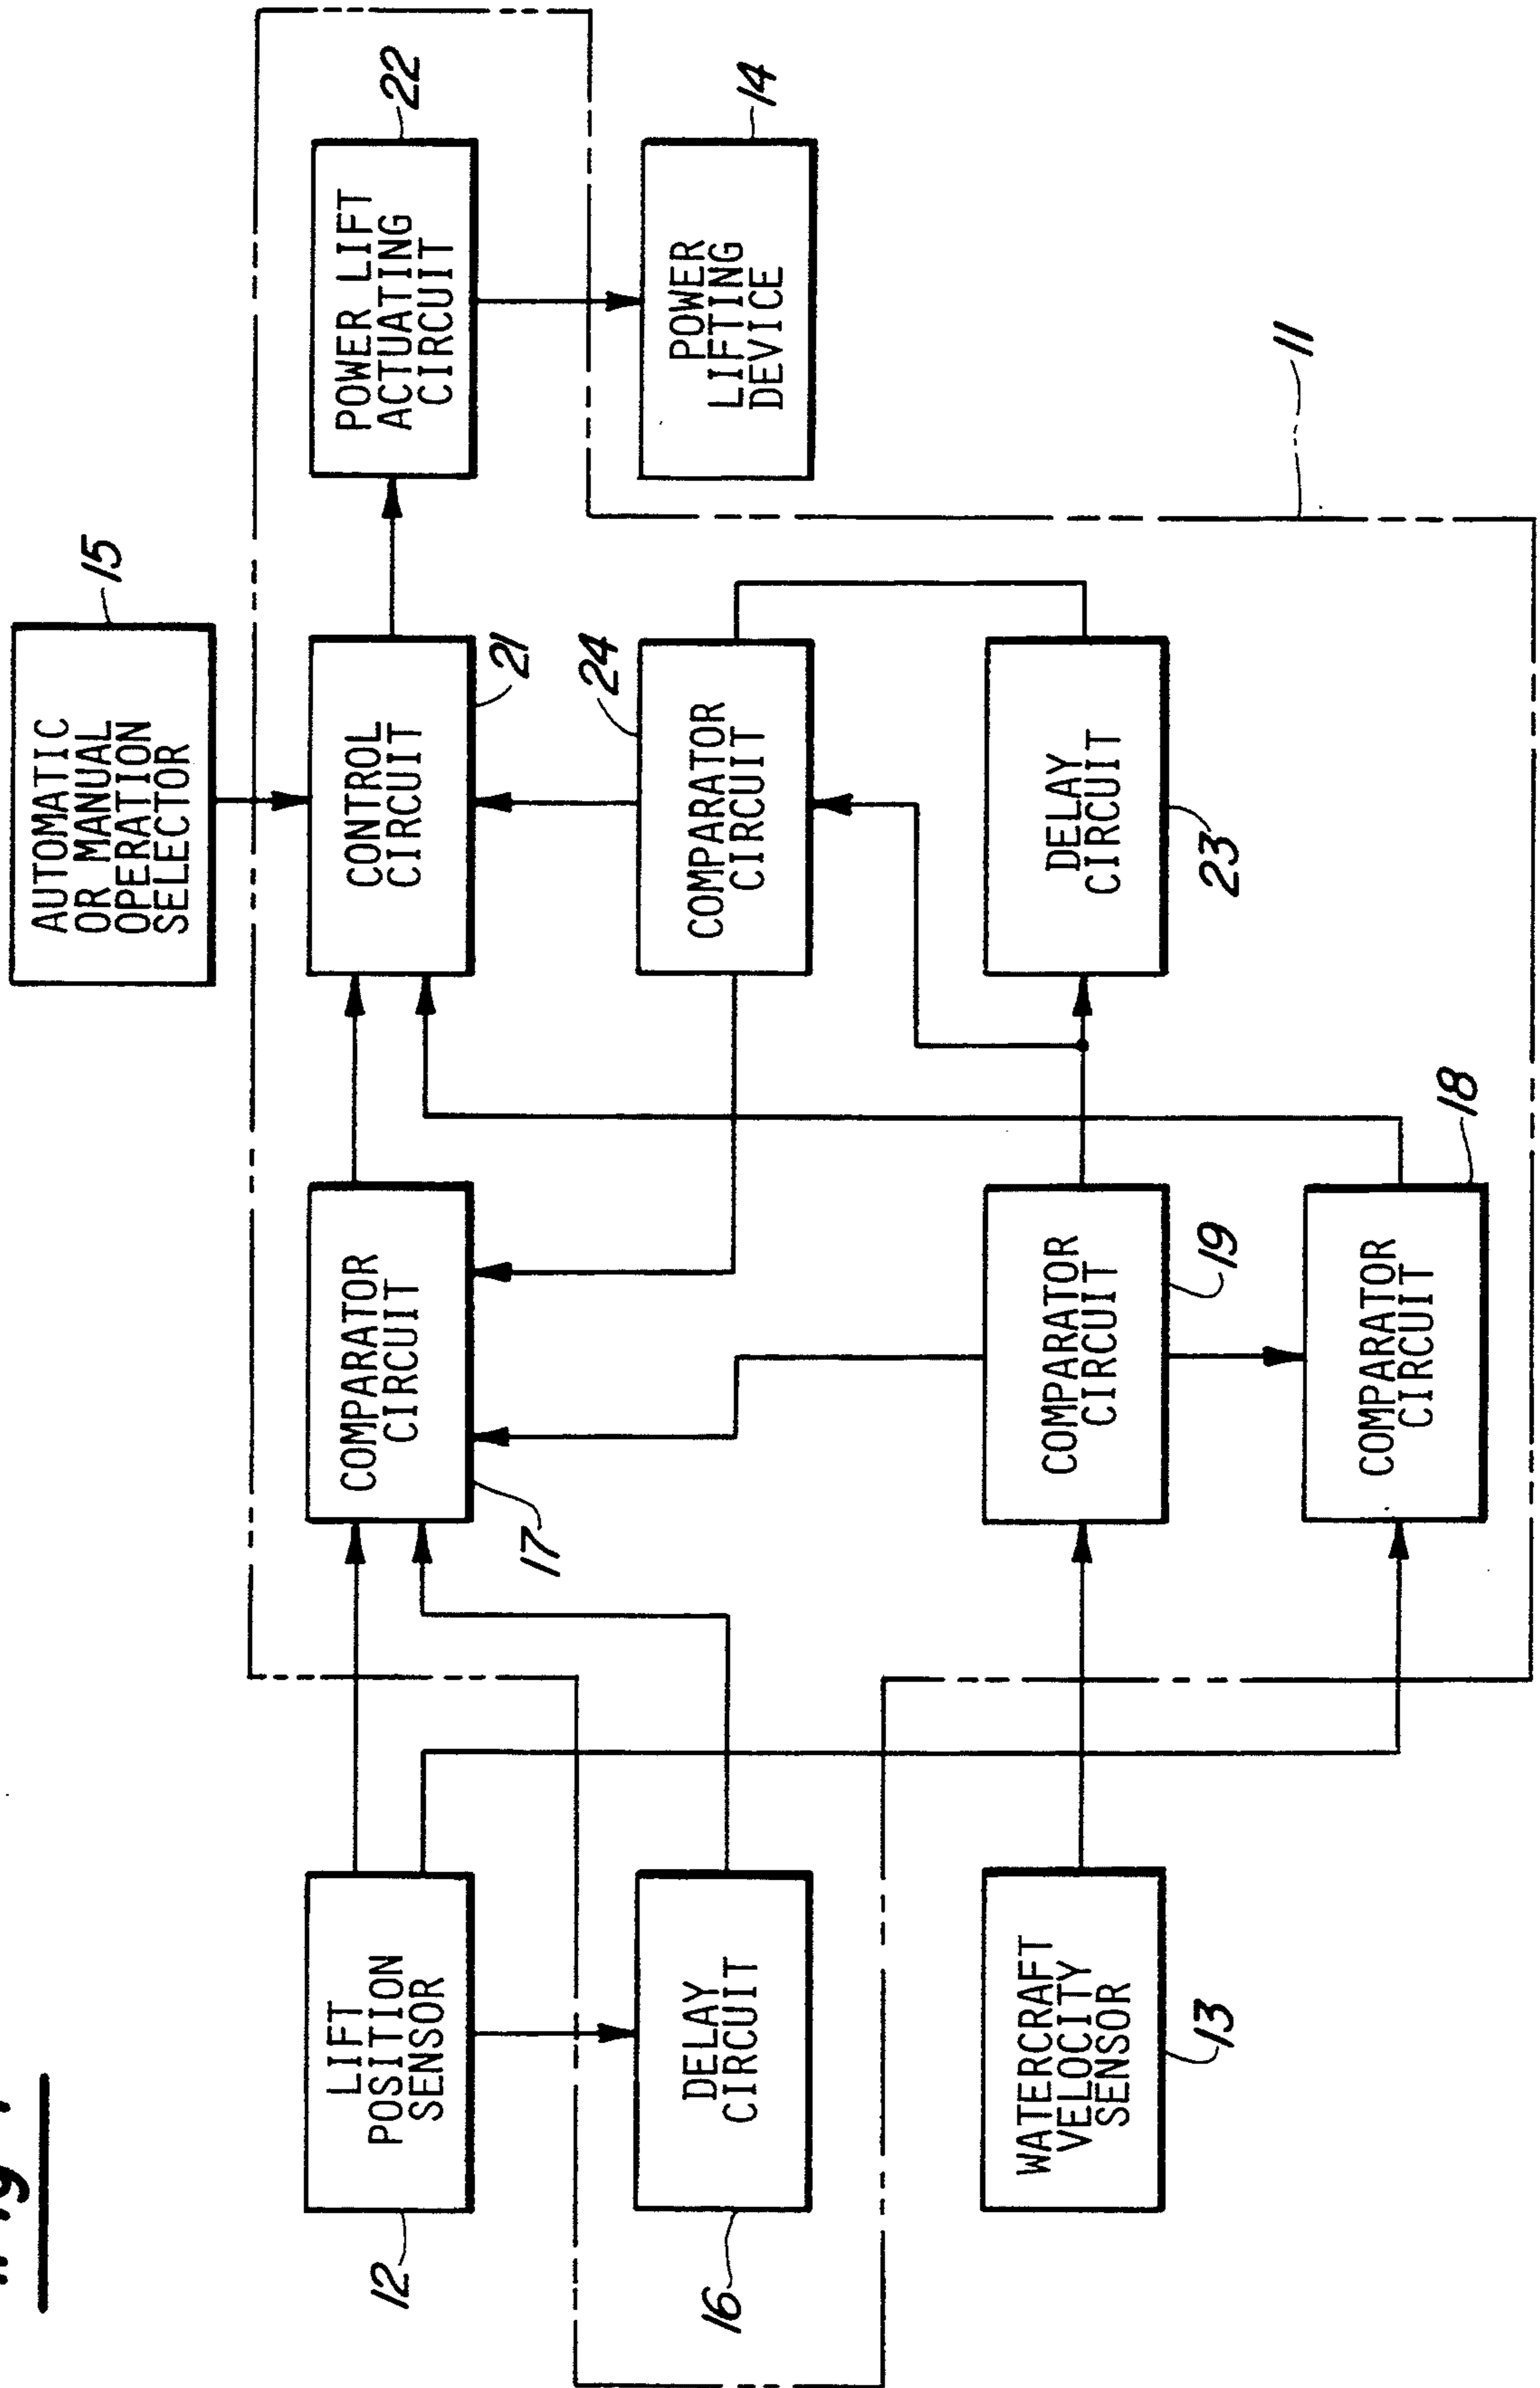 AUTOMATIC
OR MANUAL
OPERATION
SELECTOR
15
LIFT
POSITION
SENSOR
12
COMPARATOR
CIRCUIT
17
CONTROL
CIRCUIT
21
POWER LIFT
ACTUATING
CIRCUIT
22
DELAY
CIRCUIT
16
COMPARATOR
CIRCUIT
24
POWER
LIFTING
DEVICE
14
WATERCRAFT
VELOCITY
SENSOR
13
COMPARATOR
CIRCUIT
19
DELAY
CIRCUIT
23
COMPARATOR
CIRCUIT
18
11